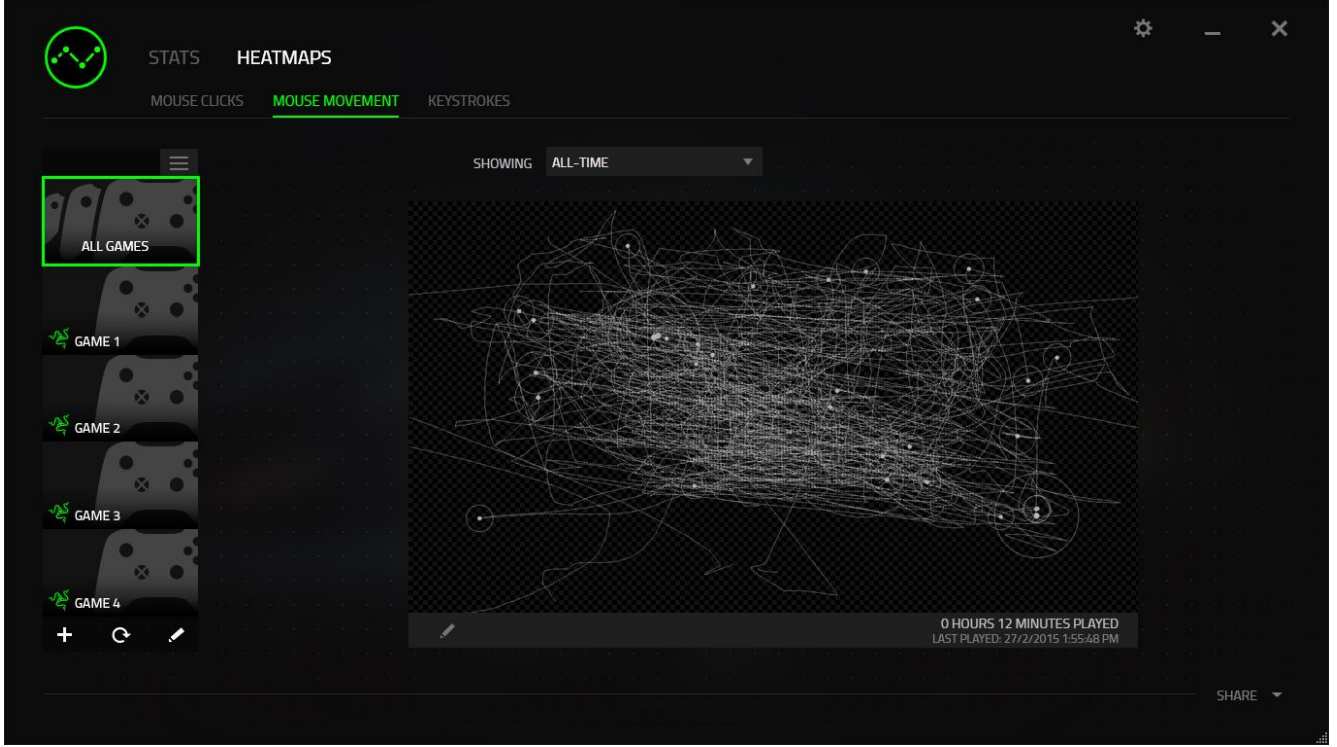 STATS HEATMAPS
MOUSE CLICKS MOUSE MOVEMENT KEYSTROKES
SHOWING ALL-TIME
ALL GAMES
GAME 1
GAME 2
GAME 3
GAME 4
0 HOURS 12 MINUTES PLAYED
LAST PLAYED: 27/2/2015 1:55:48 PM
SHARE